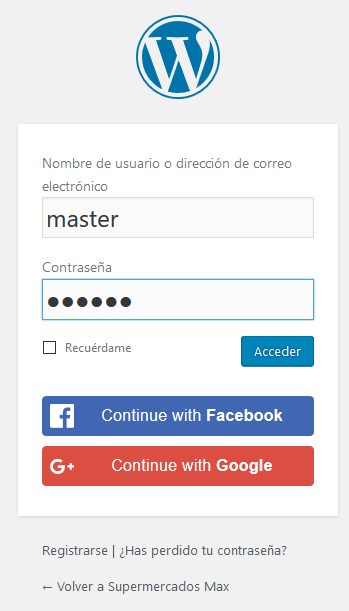 Nombre de usuario o dirección de correo
electrónico
master
Contraseña
●●●●●●
Recuérdame
Acceder
Continue with Facebook
G+ Continue with Google
Registrarse | ¿Has perdido tu contraseña?
← Volver a Supermercados Max